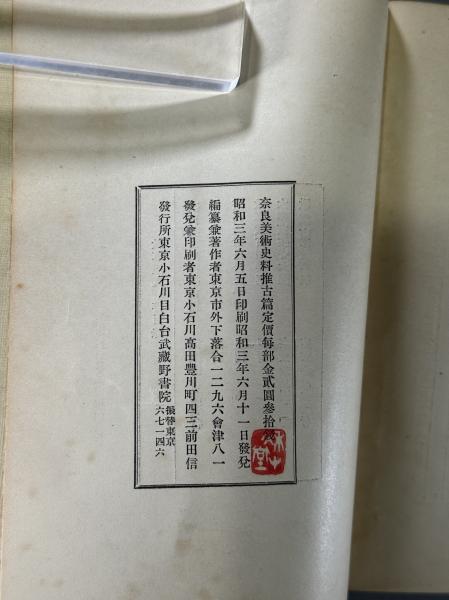 奈良美術史料推古篇定價每部金貳圓參拾
昭和三年六月五日印刷昭和三年六月十一日發兌
編纂兼著作者東京市外下落合一二九六會津八一
發兌兼印刷者東京小石川高田豐川町四三前田信
發行所東京小石川目白台武藏野書院
振替東京
六七一四六